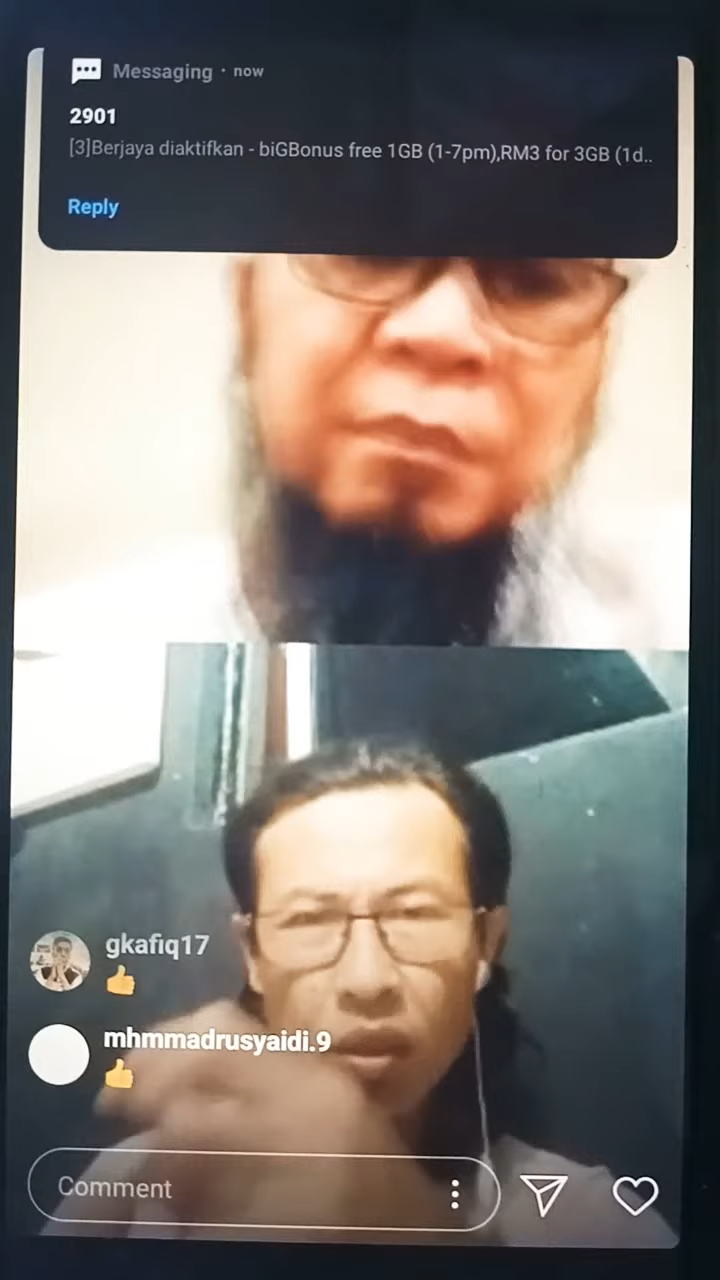 Messaging · now
2901
[3]Berjaya diaktifkan - biGBonus free 1GB (1-7pm),RM3 for 3GB (1d..
Reply
gkafiq17
👍
mhmmadrusyaidi.9
👍
Comment